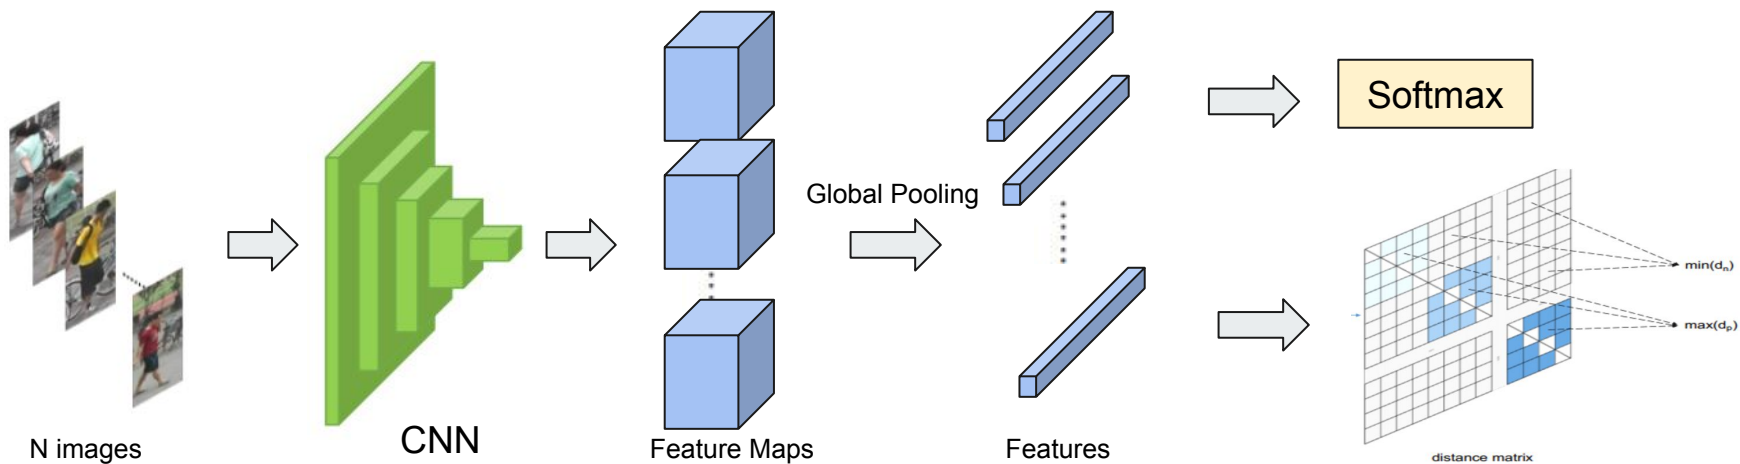 N images
CNN
Feature Maps
Global Pooling
Features
Softmax
min(dₙ)
max(dₚ)
distance matrix